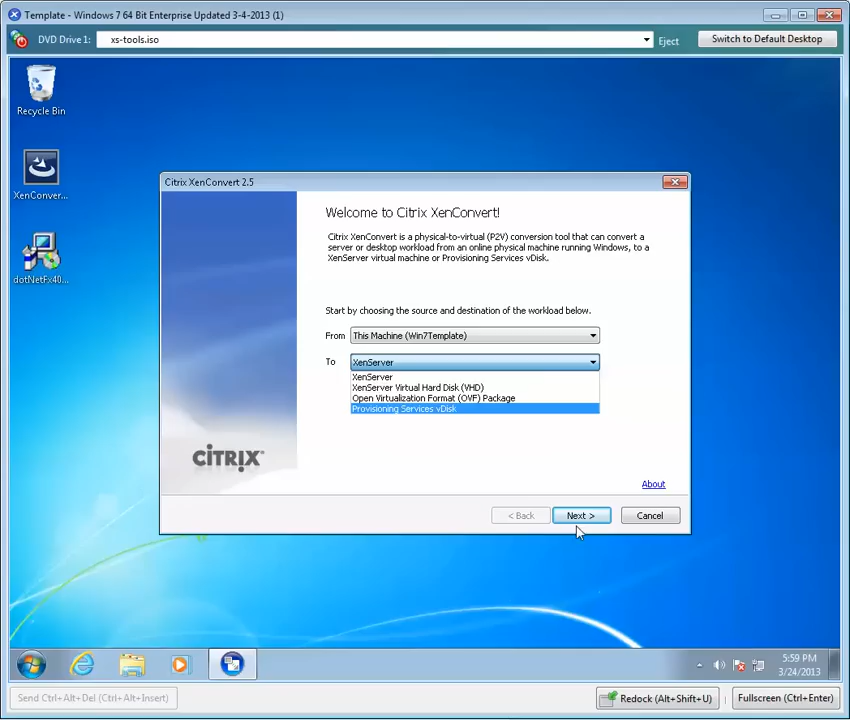 Template - Windows 7 64 Bit Enterprise Updated 3-4-2013 (1)
DVD Drive 1: xs-tools.iso Eject Switch to Default Desktop
Recycle Bin
XenConver...
dotNetFx40...
Citrix XenConvert 2.5
Welcome to Citrix XenConvert!
Citrix XenConvert is a physical-to-virtual (P2V) conversion tool that can convert a
server or desktop workload from an online physical machine running Windows, to a
XenServer virtual machine or Provisioning Services vDisk.
Start by choosing the source and destination of the workload below.
From This Machine (Win7Template)
To XenServer
XenServer
XenServer Virtual Hard Disk (VHD)
Open Virtualization Format (OVF) Package
Provisioning Services vDisk
CITRIX
About
< Back Next > Cancel
5:59 PM
3/24/2013
Send Ctrl+Alt+Del (Ctrl+Alt+Insert) Redock (Alt+Shift+U) Fullscreen (Ctrl+Enter)